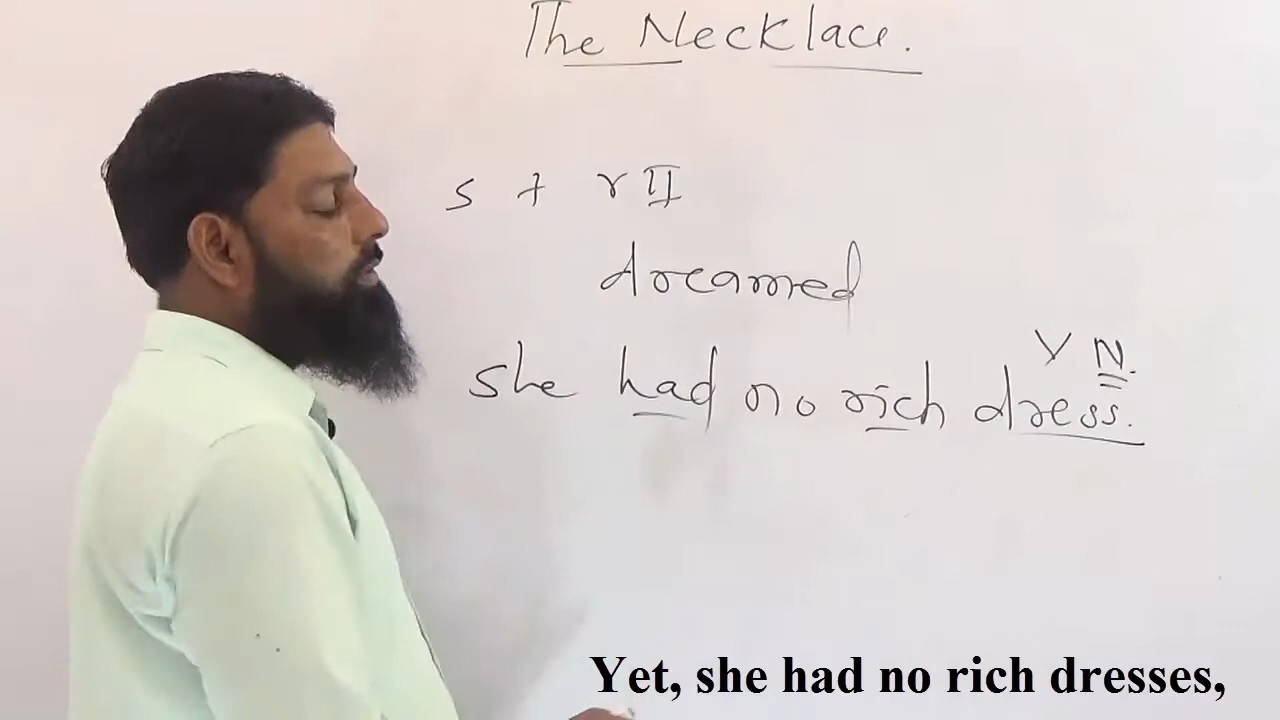 The Necklace.
S + V II
dreamed
V N.
she had no rich dress.
Yet, she had no rich dresses,